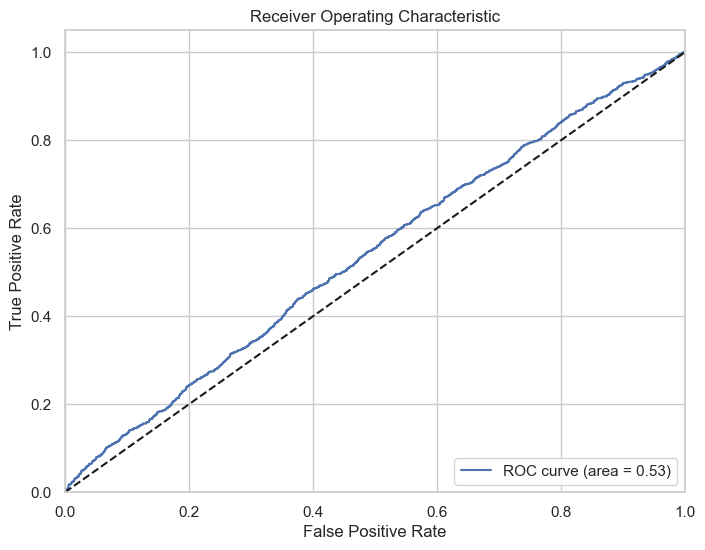 Receiver Operating Characteristic
1.0
0.8
0.6
0.4
0.2
0.0
True Positive Rate
ROC curve (area = 0.53)
0.0 0.2 0.4 0.6 0.8 1.0
False Positive Rate